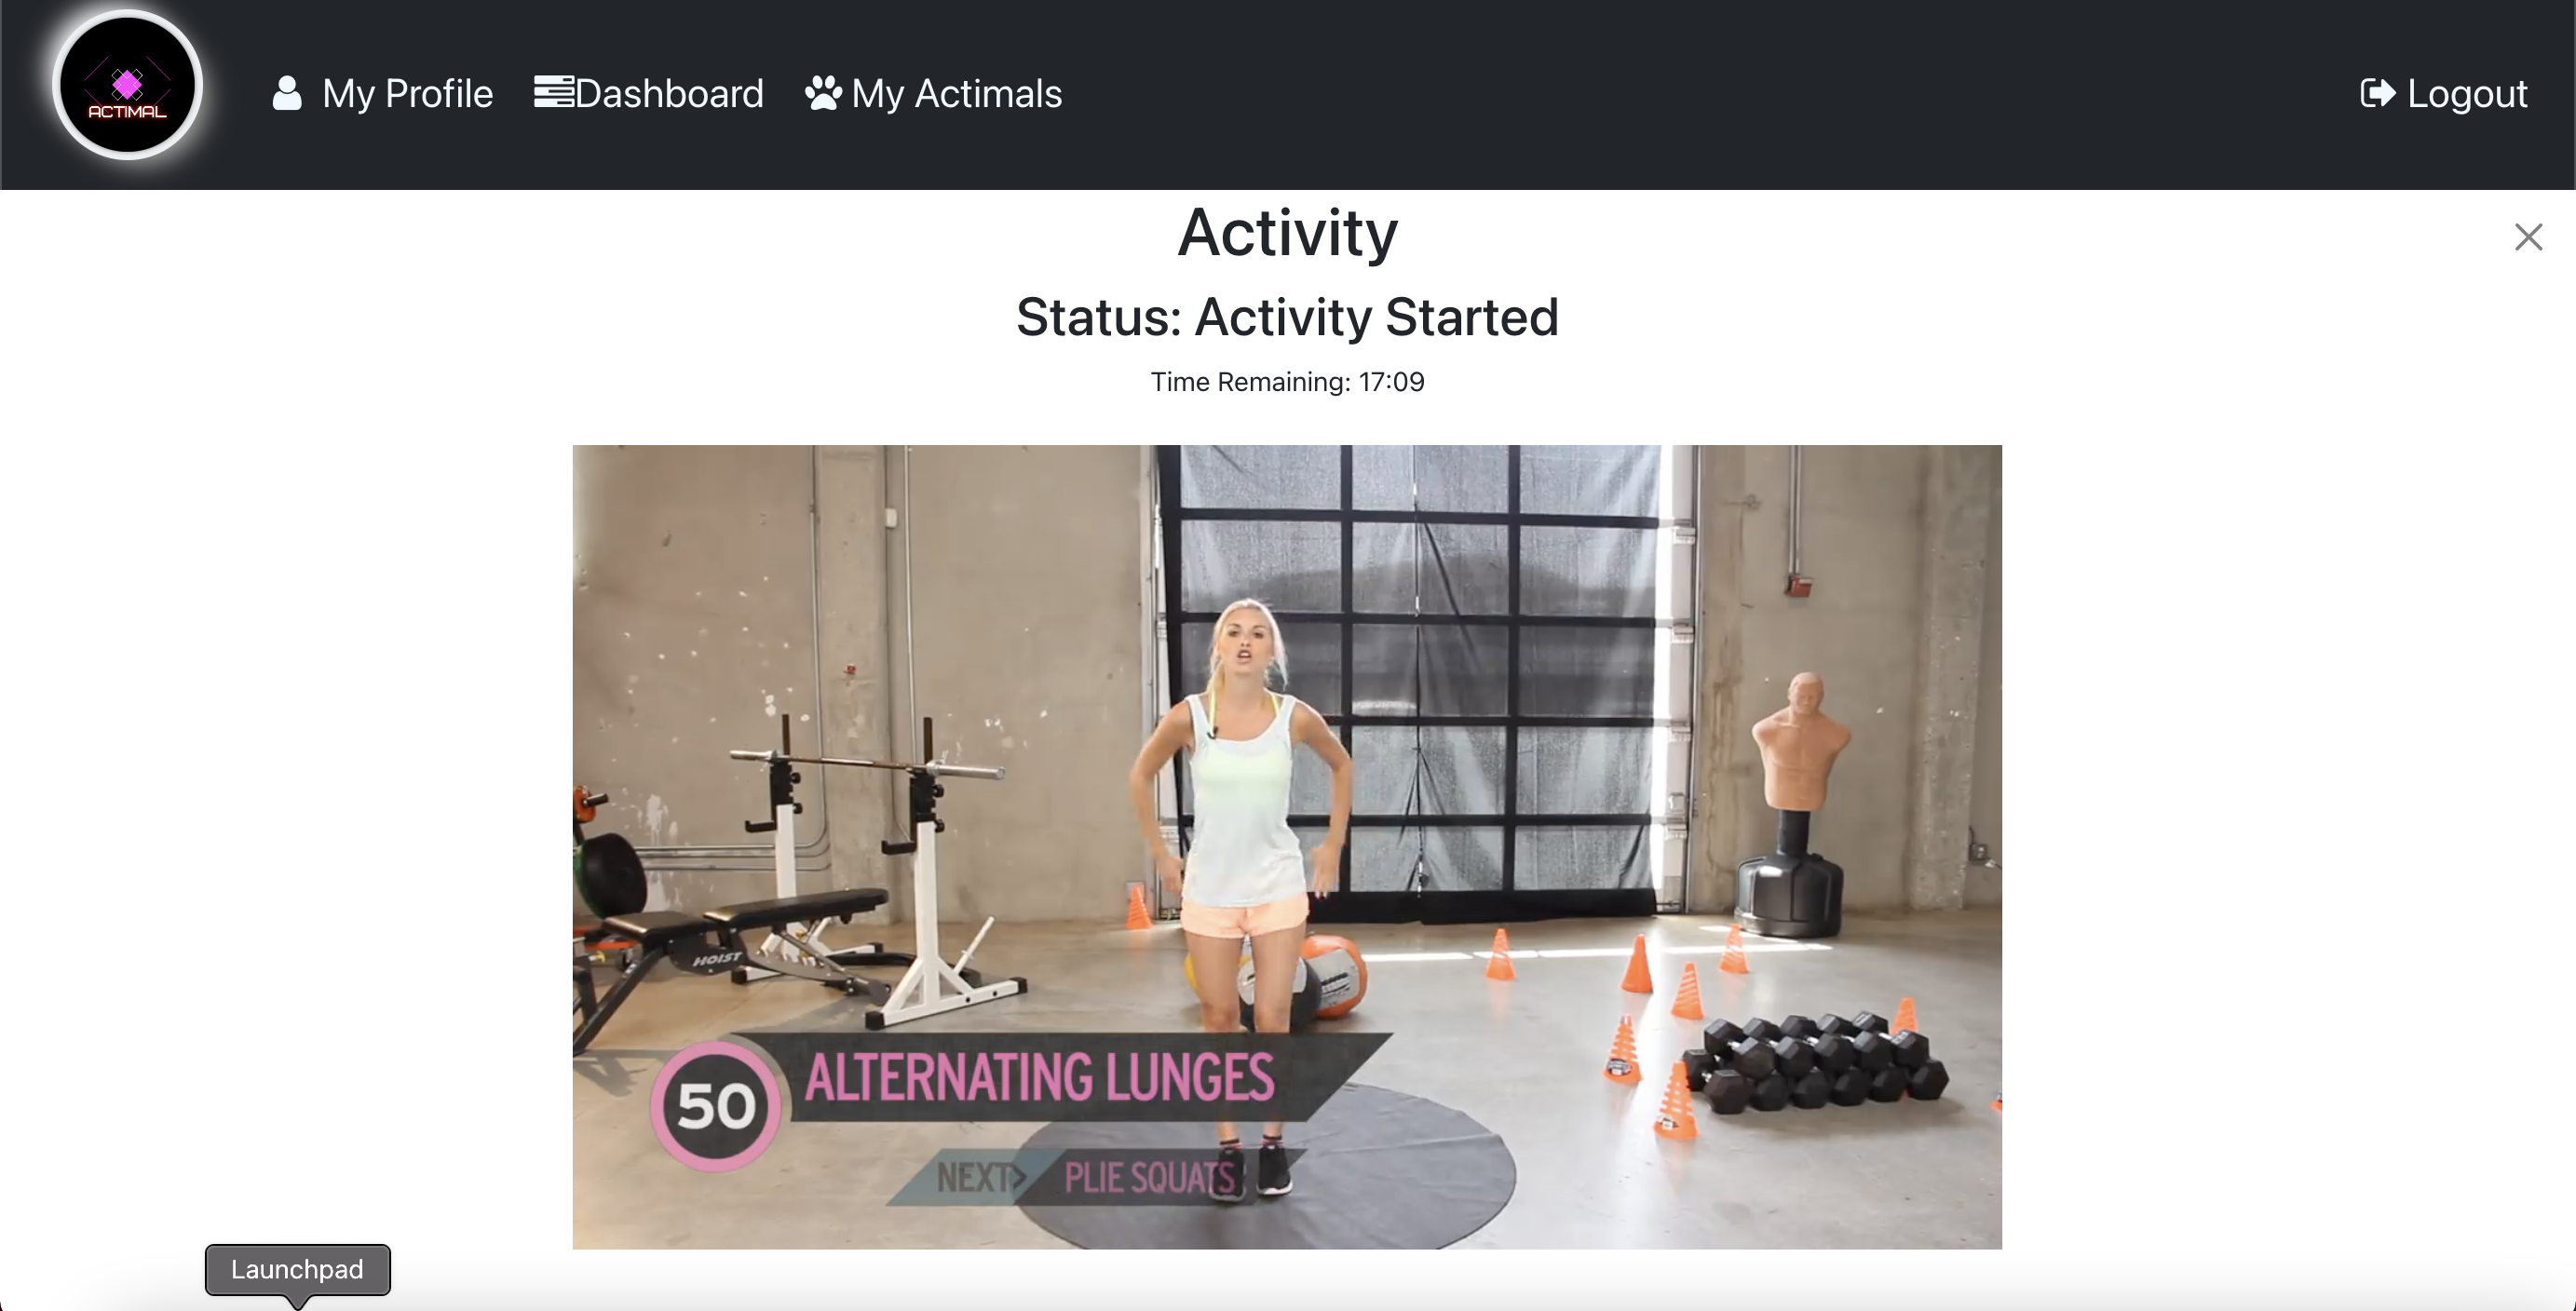 ACTIMAL
My Profile
Dashboard
My Actimals
Logout
Activity
Status: Activity Started
Time Remaining: 17:09
HOIST
50
ALTERNATING LUNGES
NEXT>
PLIE SQUATS
Launchpad